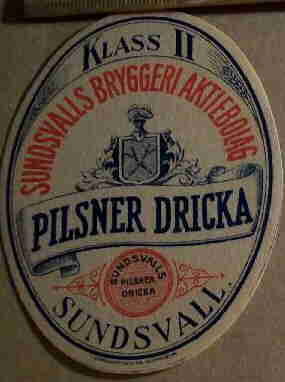 KLASS II
SUNDSVALLS BRYGGERI AKTIEBOLAG
PILSNER DRICKA
SUNDSVALLS
PILSNER
DRICKA
SUNDSVALL.